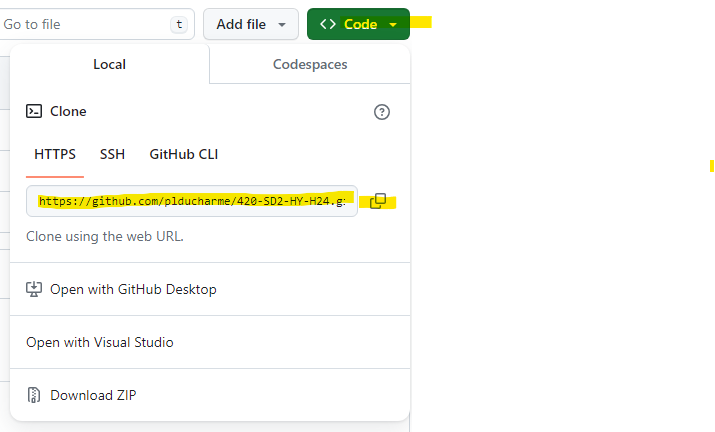 Go to file t Add file <> Code
Local Codespaces
Clone
HTTPS SSH GitHub CLI
https://github.com/plducharme/420-SD2-HY-H24.g
Clone using the web URL.
Open with GitHub Desktop
Open with Visual Studio
Download ZIP